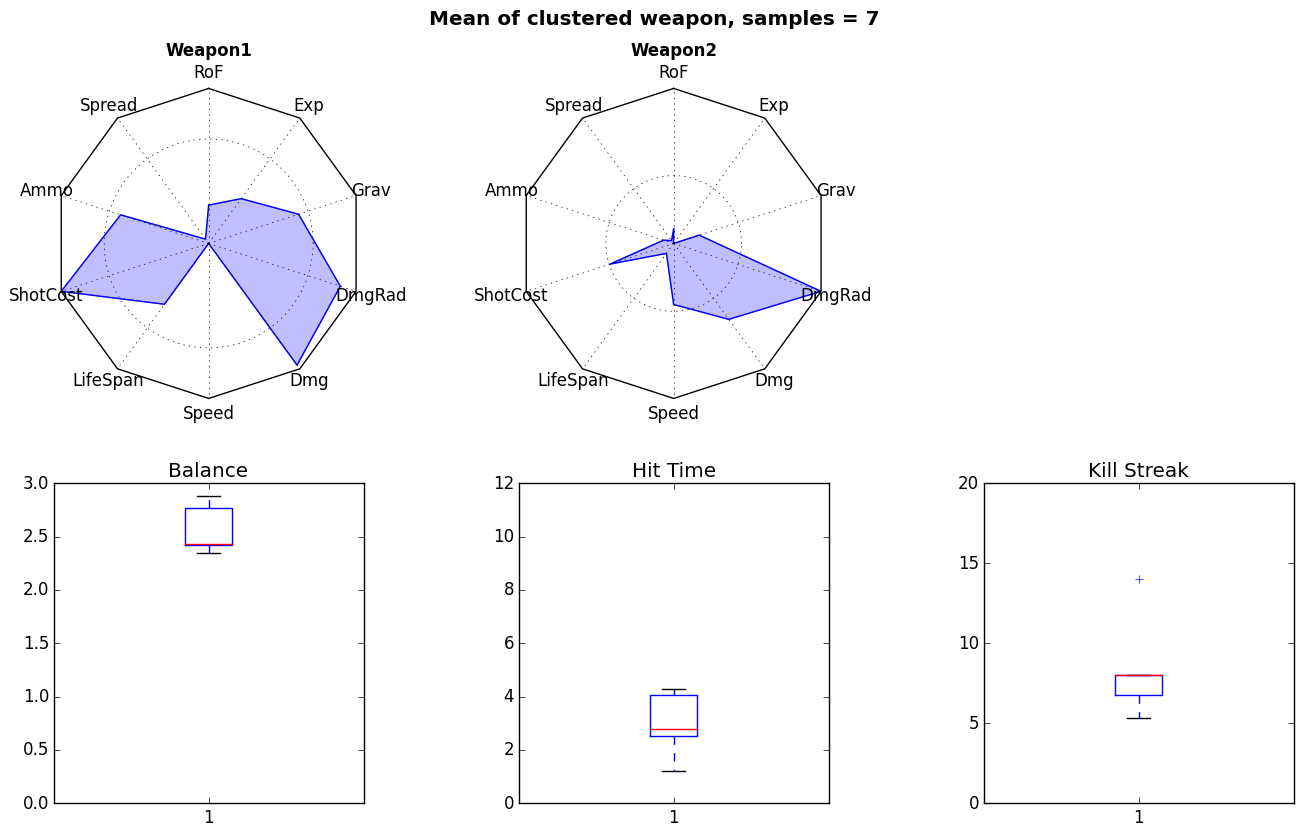 Mean of clustered weapon, samples = 7
Weapon1
RoF
Spread
Exp
Ammo
Grav
ShotCost
DmgRad
LifeSpan
Dmg
Speed
Weapon2
RoF
Spread
Exp
Ammo
Grav
ShotCost
DmgRad
LifeSpan
Dmg
Speed
Balance
3.0
2.5
2.0
1.5
1.0
0.5
0.0
1
Hit Time
12
10
8
6
4
2
0
1
Kill Streak
20
15
10
5
0
1